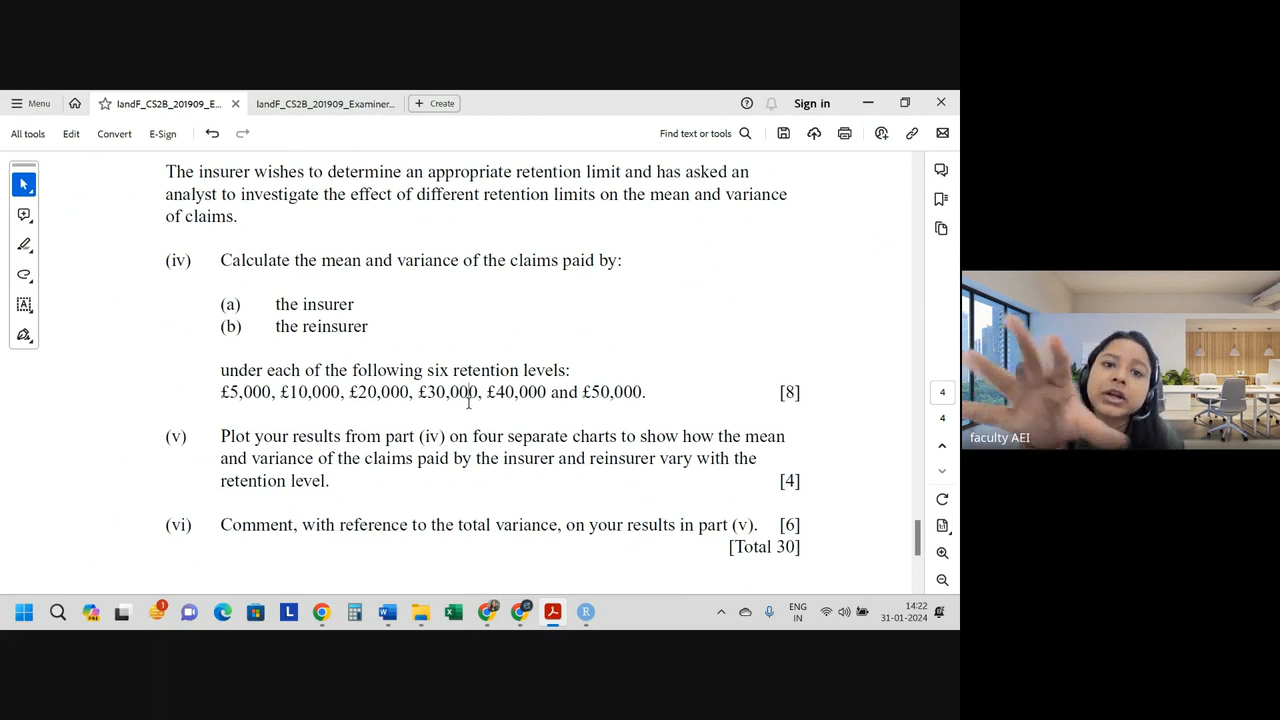 Menu
IandF_CS2B_201909_E...
IandF_CS2B_201909_Examiner...
Create
Sign in
All tools
Edit
Convert
E-Sign
Find text or tools
The insurer wishes to determine an appropriate retention limit and has asked an
analyst to investigate the effect of different retention limits on the mean and variance
of claims.
(iv) Calculate the mean and variance of the claims paid by:
(a) the insurer
(b) the reinsurer
under each of the following six retention levels:
£5,000, £10,000, £20,000, £30,000, £40,000 and £50,000. [8]
(v) Plot your results from part (iv) on four separate charts to show how the mean
and variance of the claims paid by the insurer and reinsurer vary with the
retention level. [4]
(vi) Comment, with reference to the total variance, on your results in part (v). [6]
[Total 30]
4
4
faculty AEI
1
ENG
IN
14:22
31-01-2024